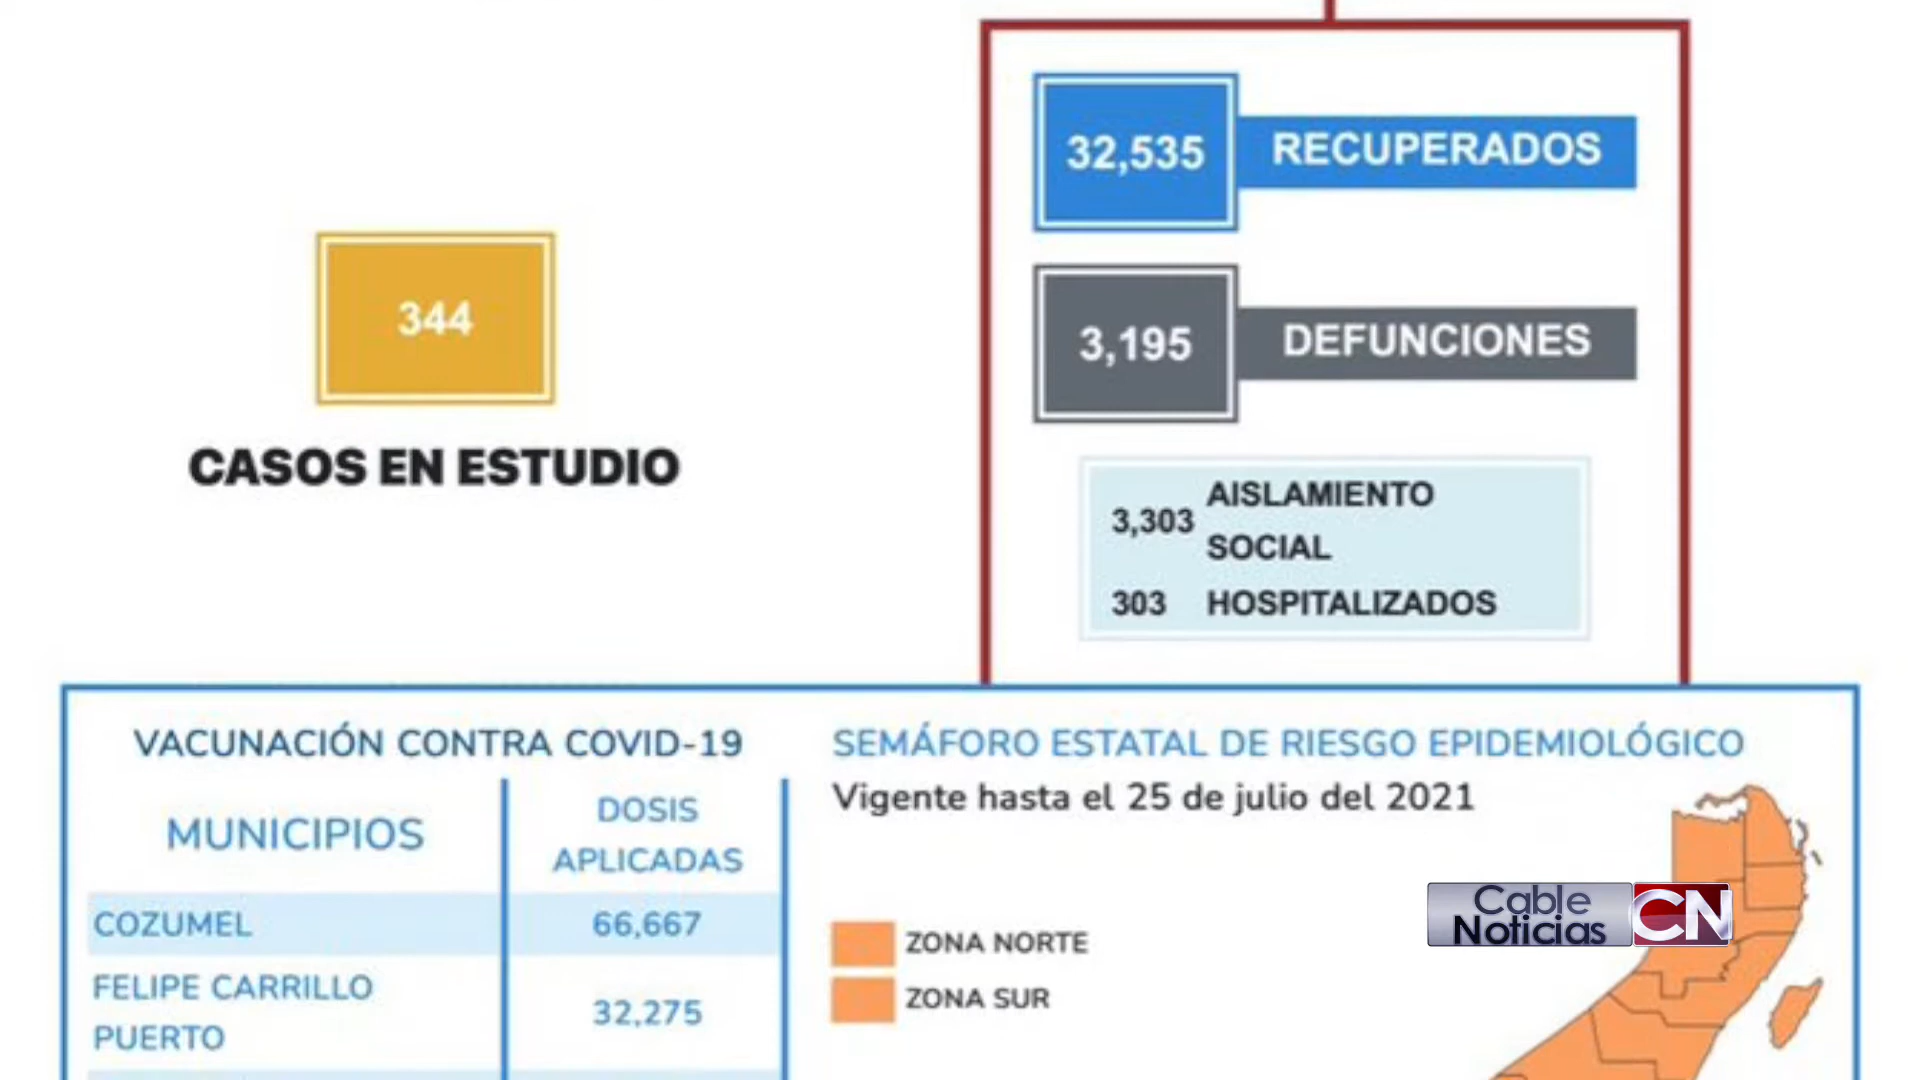 32,535 RECUPERADOS
344
3,195 DEFUNCIONES
CASOS EN ESTUDIO
3,303 AISLAMIENTO
SOCIAL
303 HOSPITALIZADOS
VACUNACIÓN CONTRA COVID-19
MUNICIPIOS
DOSIS
APLICADAS
COZUMEL 66,667
FELIPE CARRILLO
PUERTO
32,275
SEMÁFORO ESTATAL DE RIESGO EPIDEMIOLÓGICO
Vigente hasta el 25 de julio del 2021
ZONA NORTE
ZONA SUR
Cable
Noticias
CN